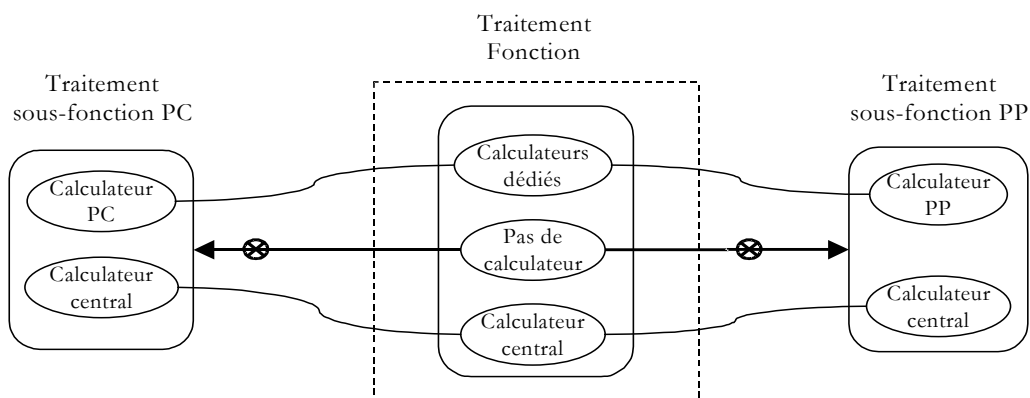 Traitement
Fonction
Traitement
sous-fonction PC
Traitement
sous-fonction PP
Calculateur
PC
Calculateur
central
Calculateurs
dédiés
Pas de
calculateur
Calculateur
central
Calculateur
PP
Calculateur
central